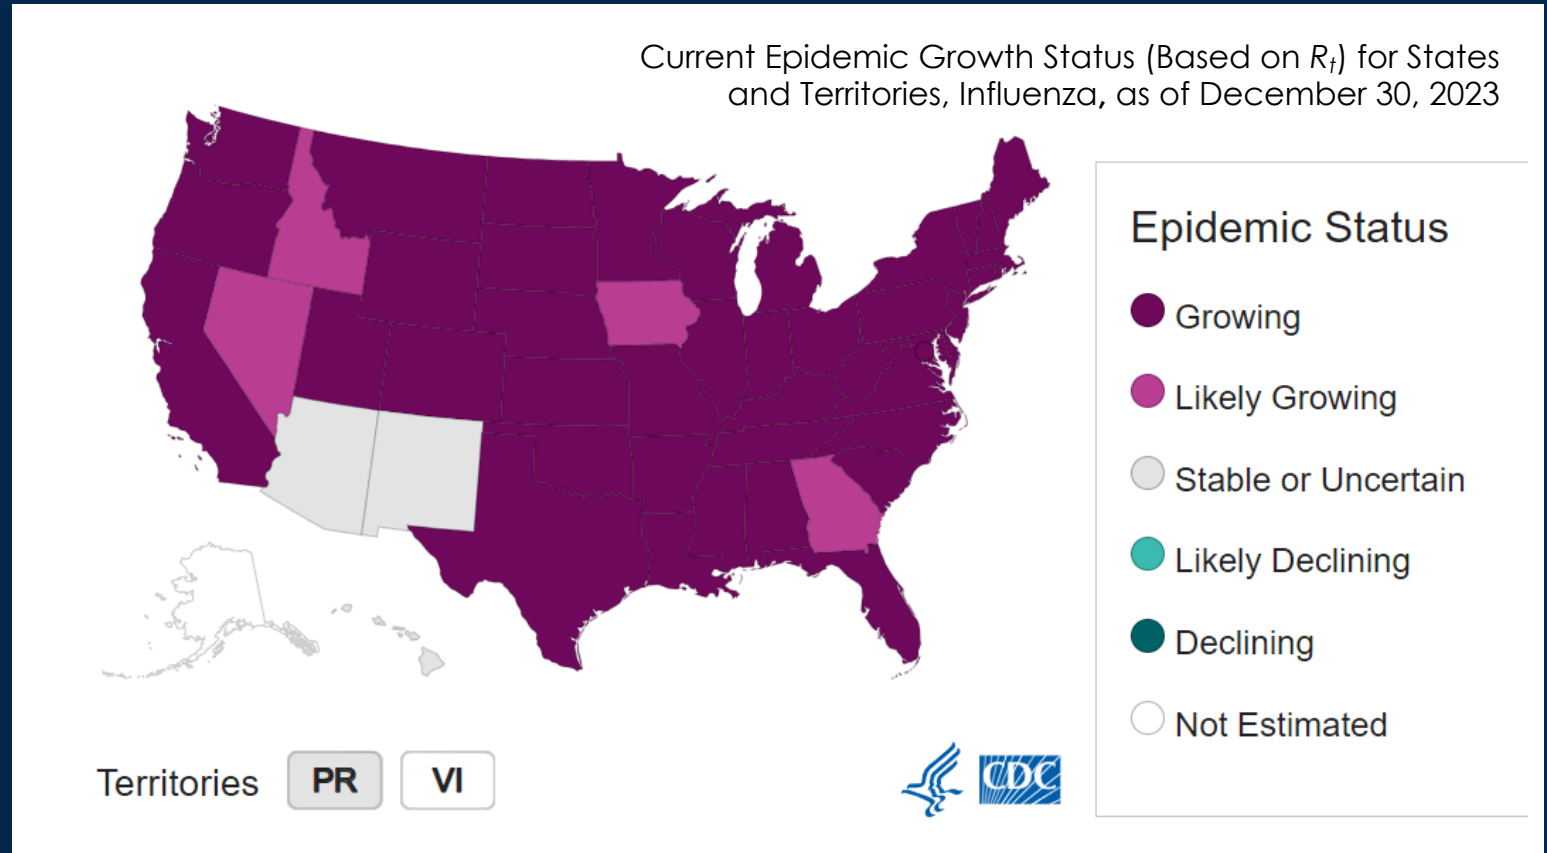 Current Epidemic Growth Status (Based on Rt) for States
and Territories, Influenza, as of December 30, 2023
Epidemic Status
Growing
Likely Growing
Stable or Uncertain
Likely Declining
Declining
Not Estimated
Territories PR VI
CDC